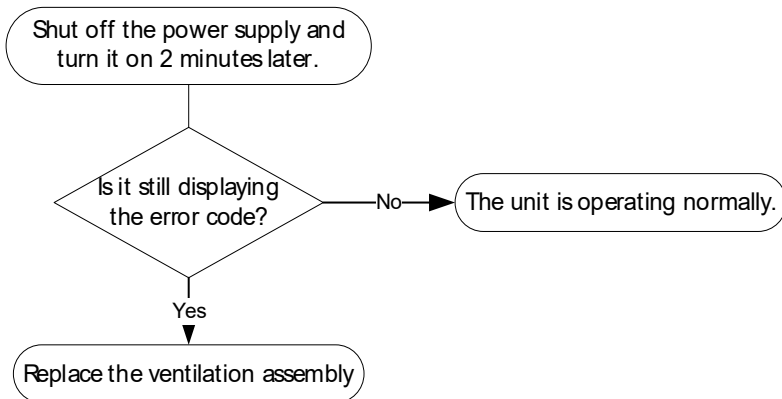 Shut off the power supply and
turn it on 2 minutes later.
Is it still displaying
the error code?
No
The unit is operating normally.
Yes
Replace the ventilation assembly